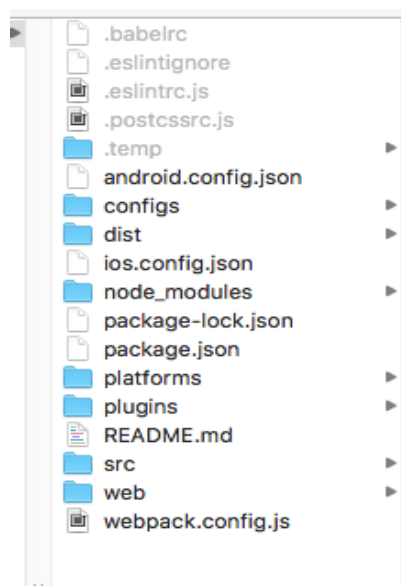 .babelrc
.eslintignore
.eslintrc.js
.postcssrc.js
.temp
android.config.json
configs
dist
ios.config.json
node_modules
package-lock.json
package.json
platforms
plugins
README.md
src
web
webpack.config.js